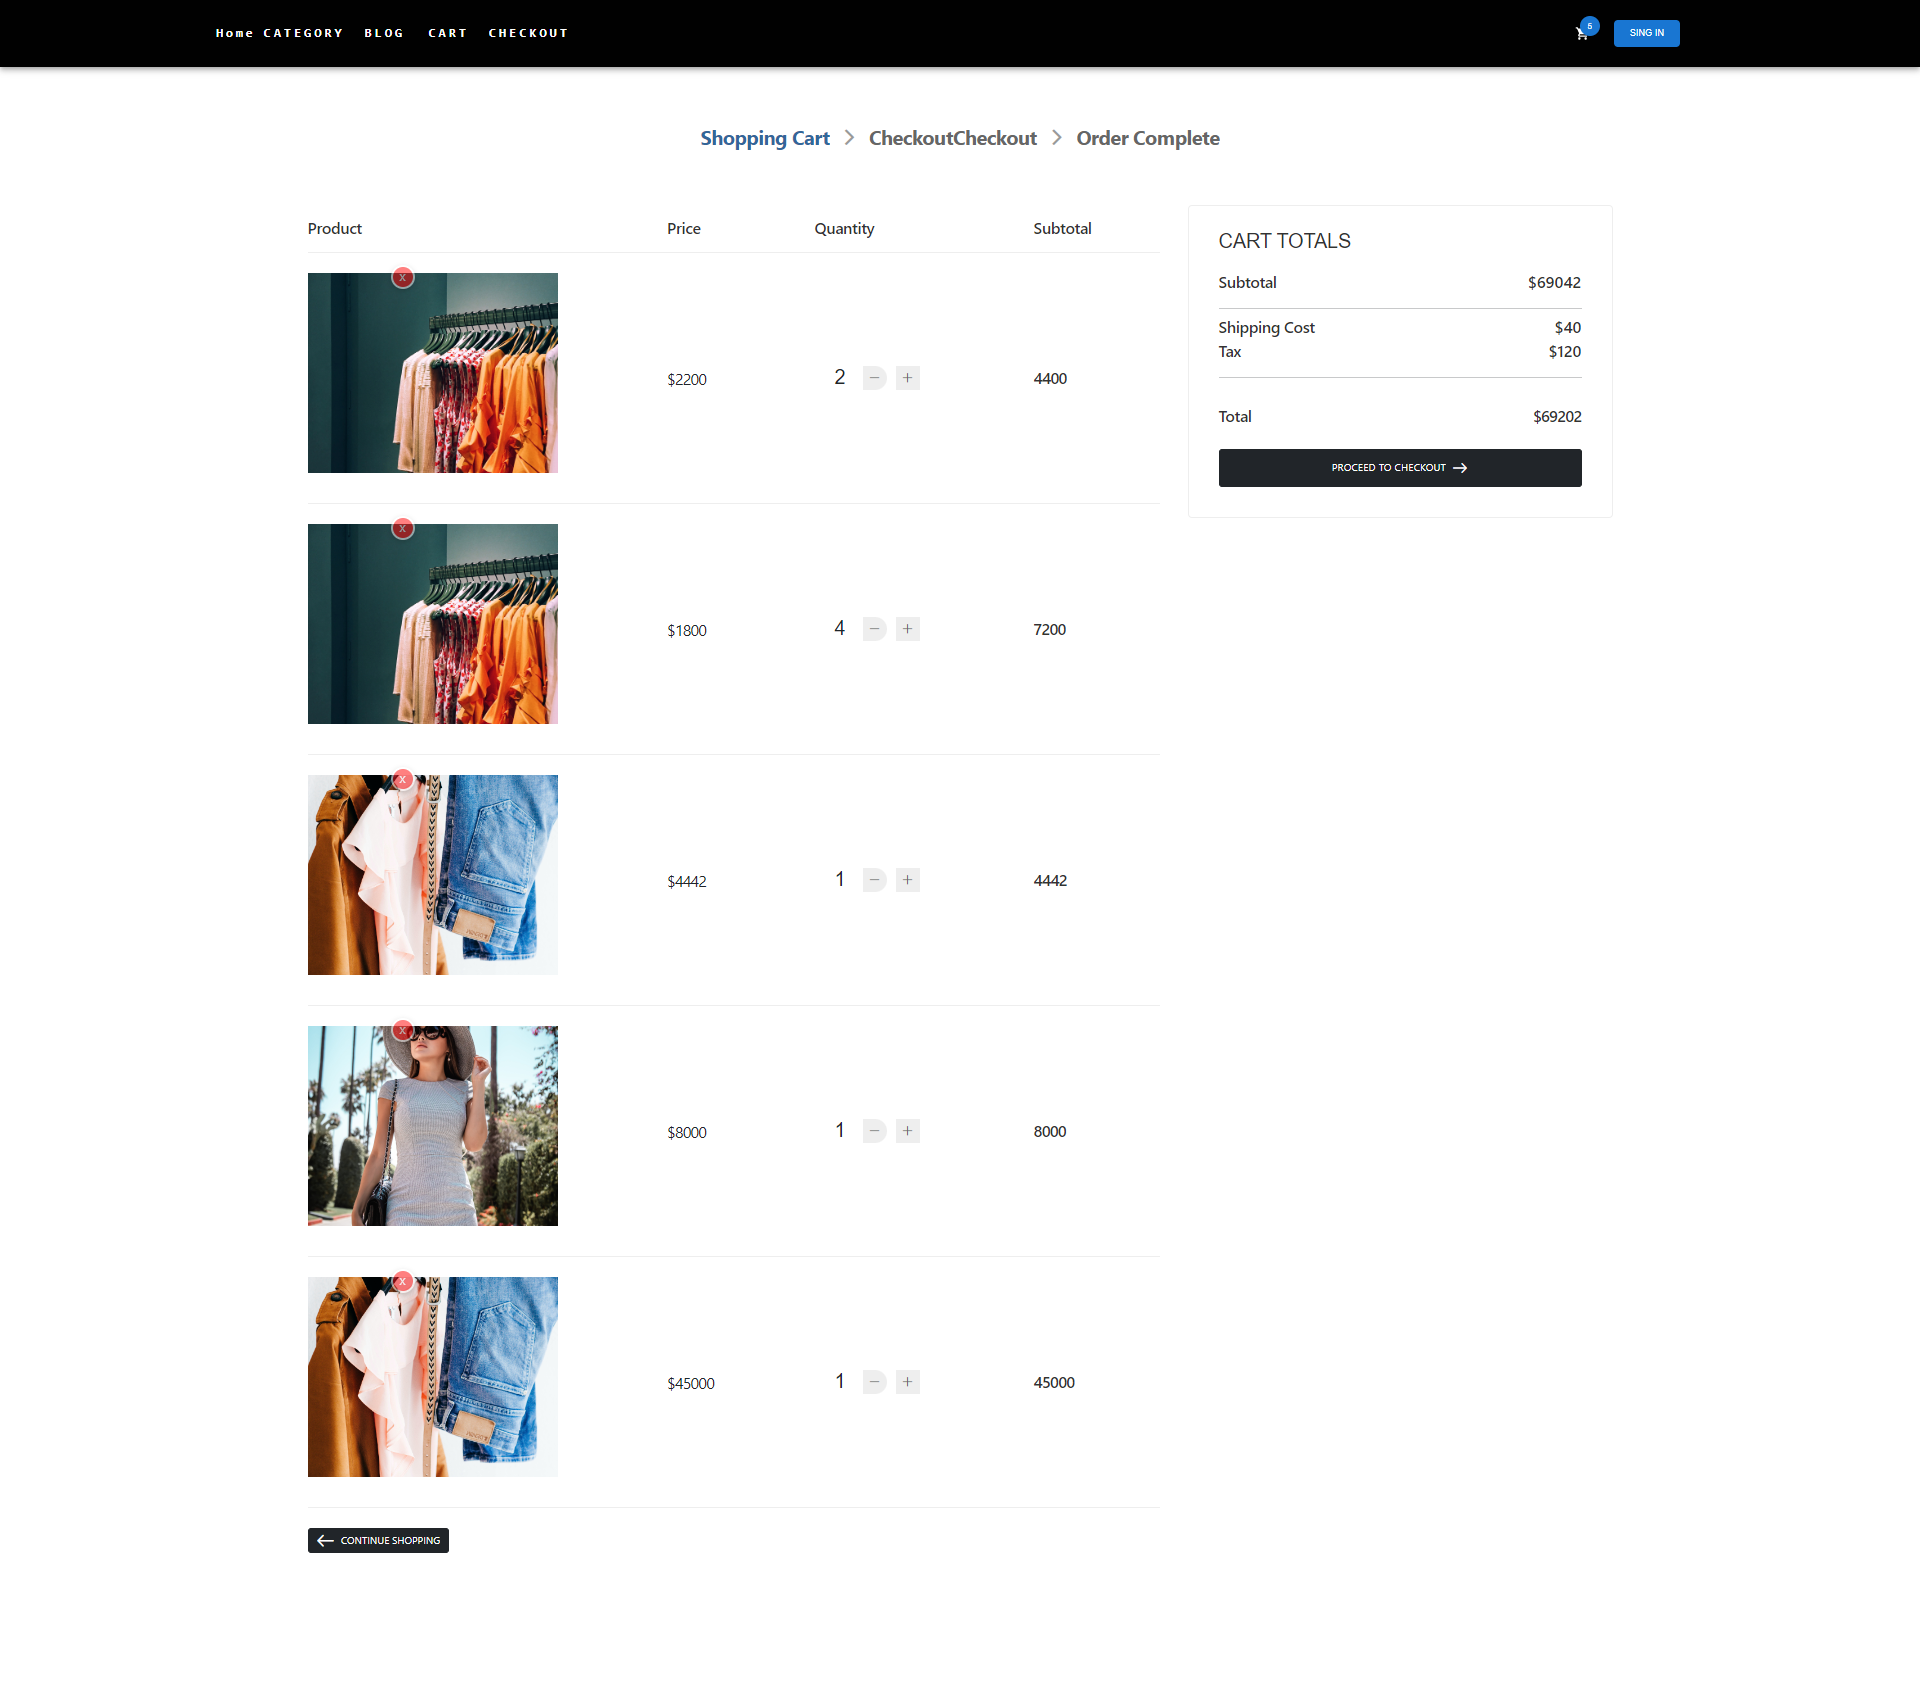 Home CATEGORY BLOG CART CHECKOUT 5 SING IN
Shopping Cart CheckoutCheckout Order Complete
Product Price Quantity Subtotal
x
$2200 2 − + 4400
x
$1800 4 − + 7200
x
$4442 1 − + 4442
x
$8000 1 − + 8000
x
$45000 1 − + 45000
CONTINUE SHOPPING
CART TOTALS
Subtotal $69042
Shipping Cost $40
Tax $120
Total $69202
PROCEED TO CHECKOUT